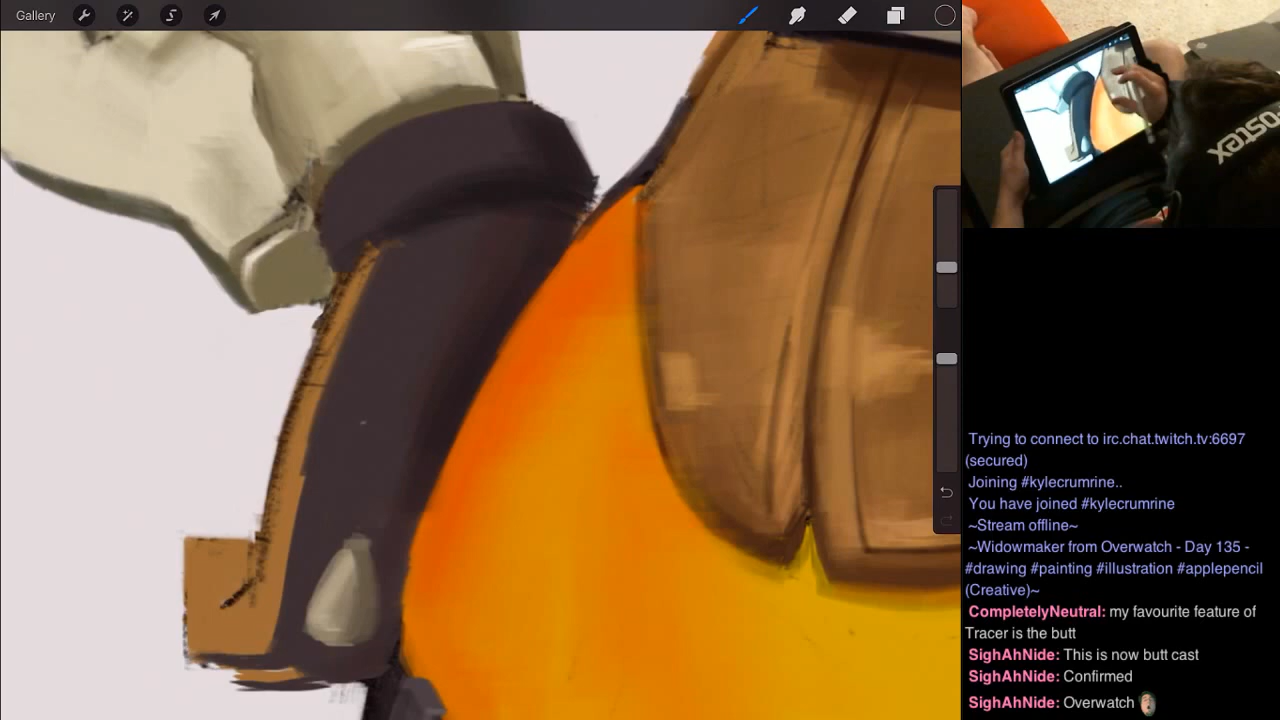 Gallery
Fostex
Trying to connect to irc.chat.twitch.tv:6697
(secured)
Joining #kylecrumrine..
You have joined #kylecrumrine
~Stream offline~
~Widowmaker from Overwatch - Day 135 -
#drawing #painting #illustration #applepencil
(Creative)~
CompletelyNeutral: my favourite feature of
Tracer is the butt
SighAhNide: This is now butt cast
SighAhNide: Confirmed
SighAhNide: Overwatch